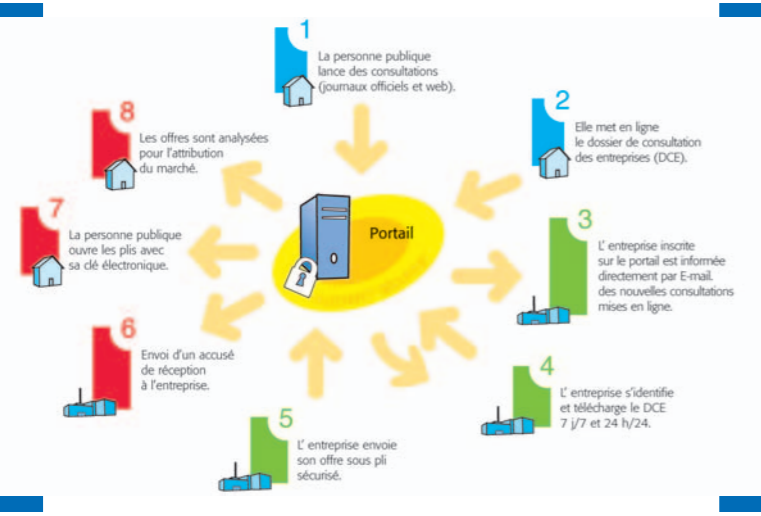 1
La personne publique
lance des consultations
(journaux officiels et web).
2
Elle met en ligne
le dossier de consultation
des entreprises (DCE).
3
L' entreprise inscrite
sur le portail est informée
directement par E-mail.
des nouvelles consultations
mises en ligne.
4
L' entreprise s'identifie
et télécharge le DCE
7 j/7 et 24 h/24.
5
L' entreprise envoie
son offre sous pli
sécurisé.
6
Envoi d'un accusé
de réception
à l'entreprise.
7
La personne publique
ouvre les plis avec
sa clé électronique.
8
Les offres sont analysées
pour l'attribution
du marché.
Portail